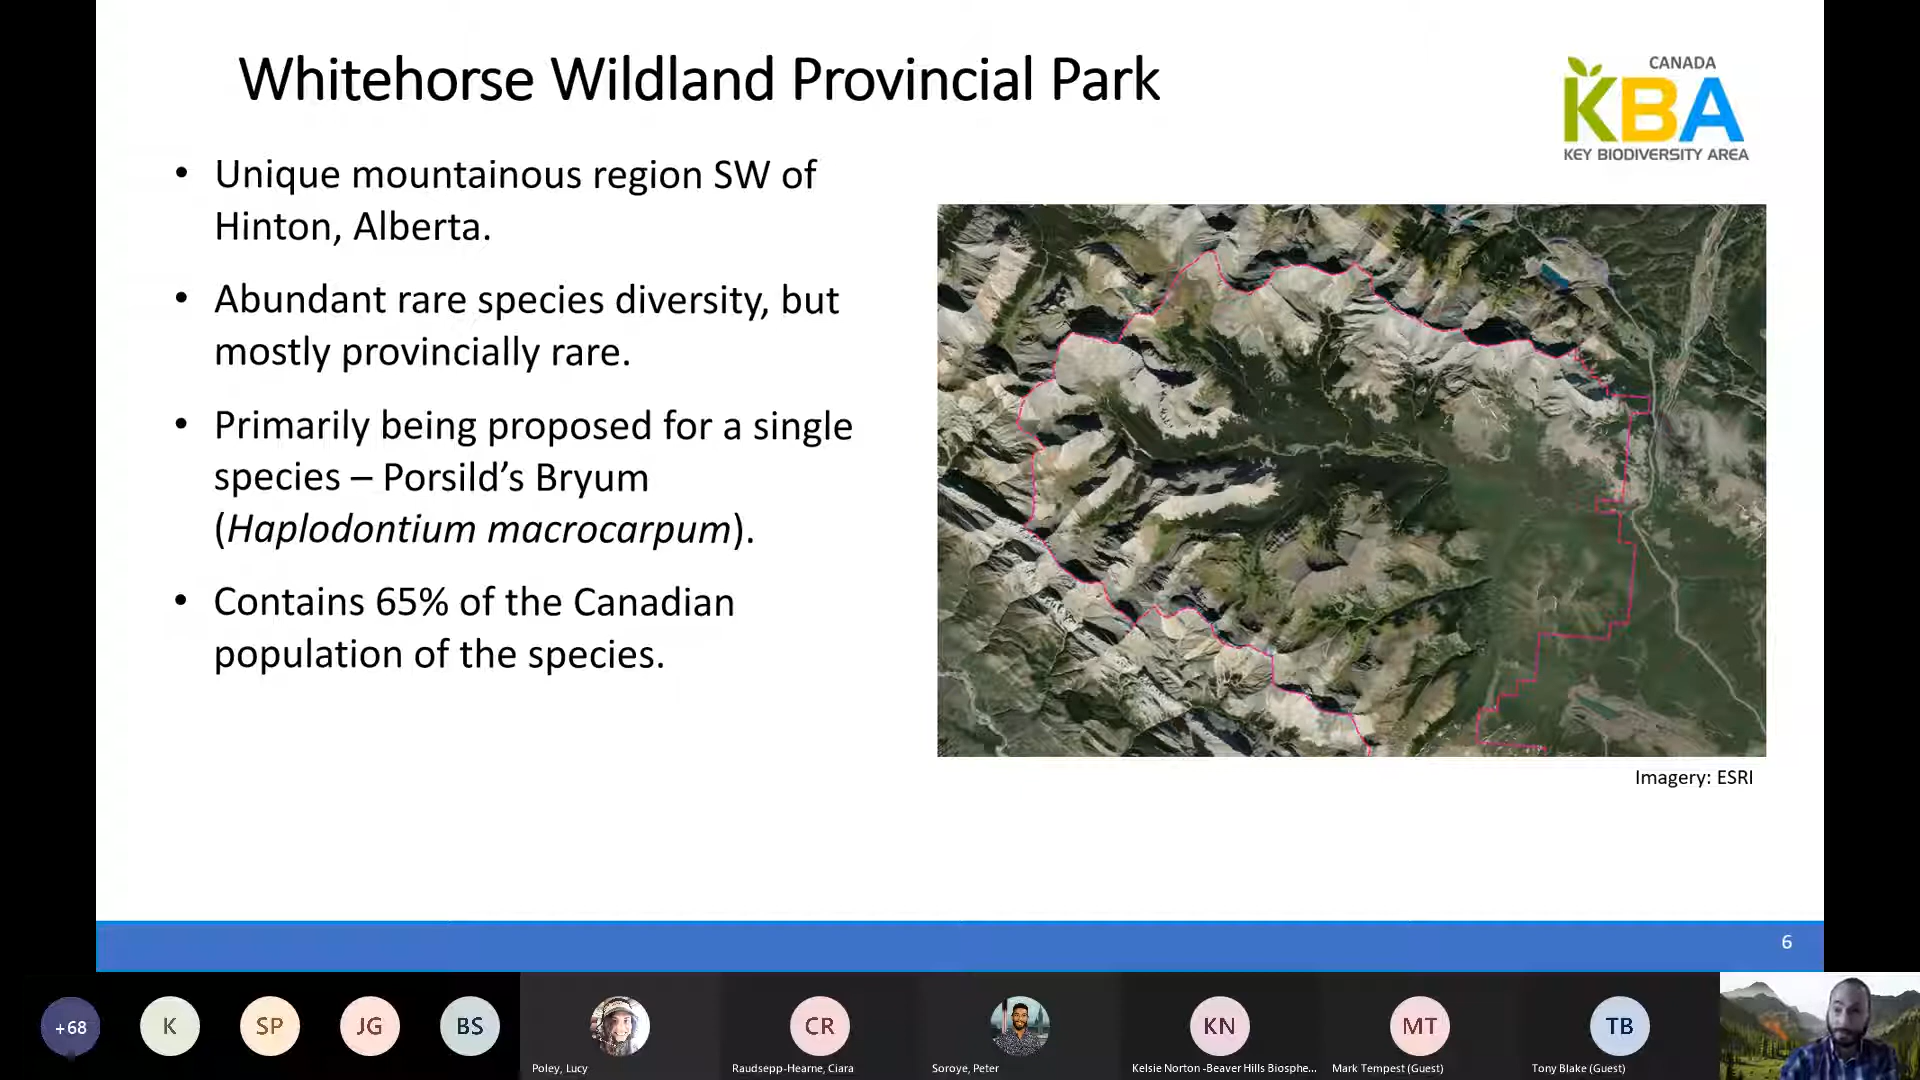 Whitehorse Wildland Provincial Park
CANADA
KBA
KEY BIODIVERSITY AREA
• Unique mountainous region SW of
Hinton, Alberta.
• Abundant rare species diversity, but
mostly provincially rare.
• Primarily being proposed for a single
species – Porsild’s Bryum
(Haplodontium macrocarpum).
• Contains 65% of the Canadian
population of the species.
Imagery: ESRI
6
+68
K
SP
JG
BS
CR
KN
MT
TB
Poley, Lucy
Raudsepp-Hearne, Ciara
Soroye, Peter
Kelsie Norton -Beaver Hills Biosphe...
Mark Tempest (Guest)
Tony Blake (Guest)